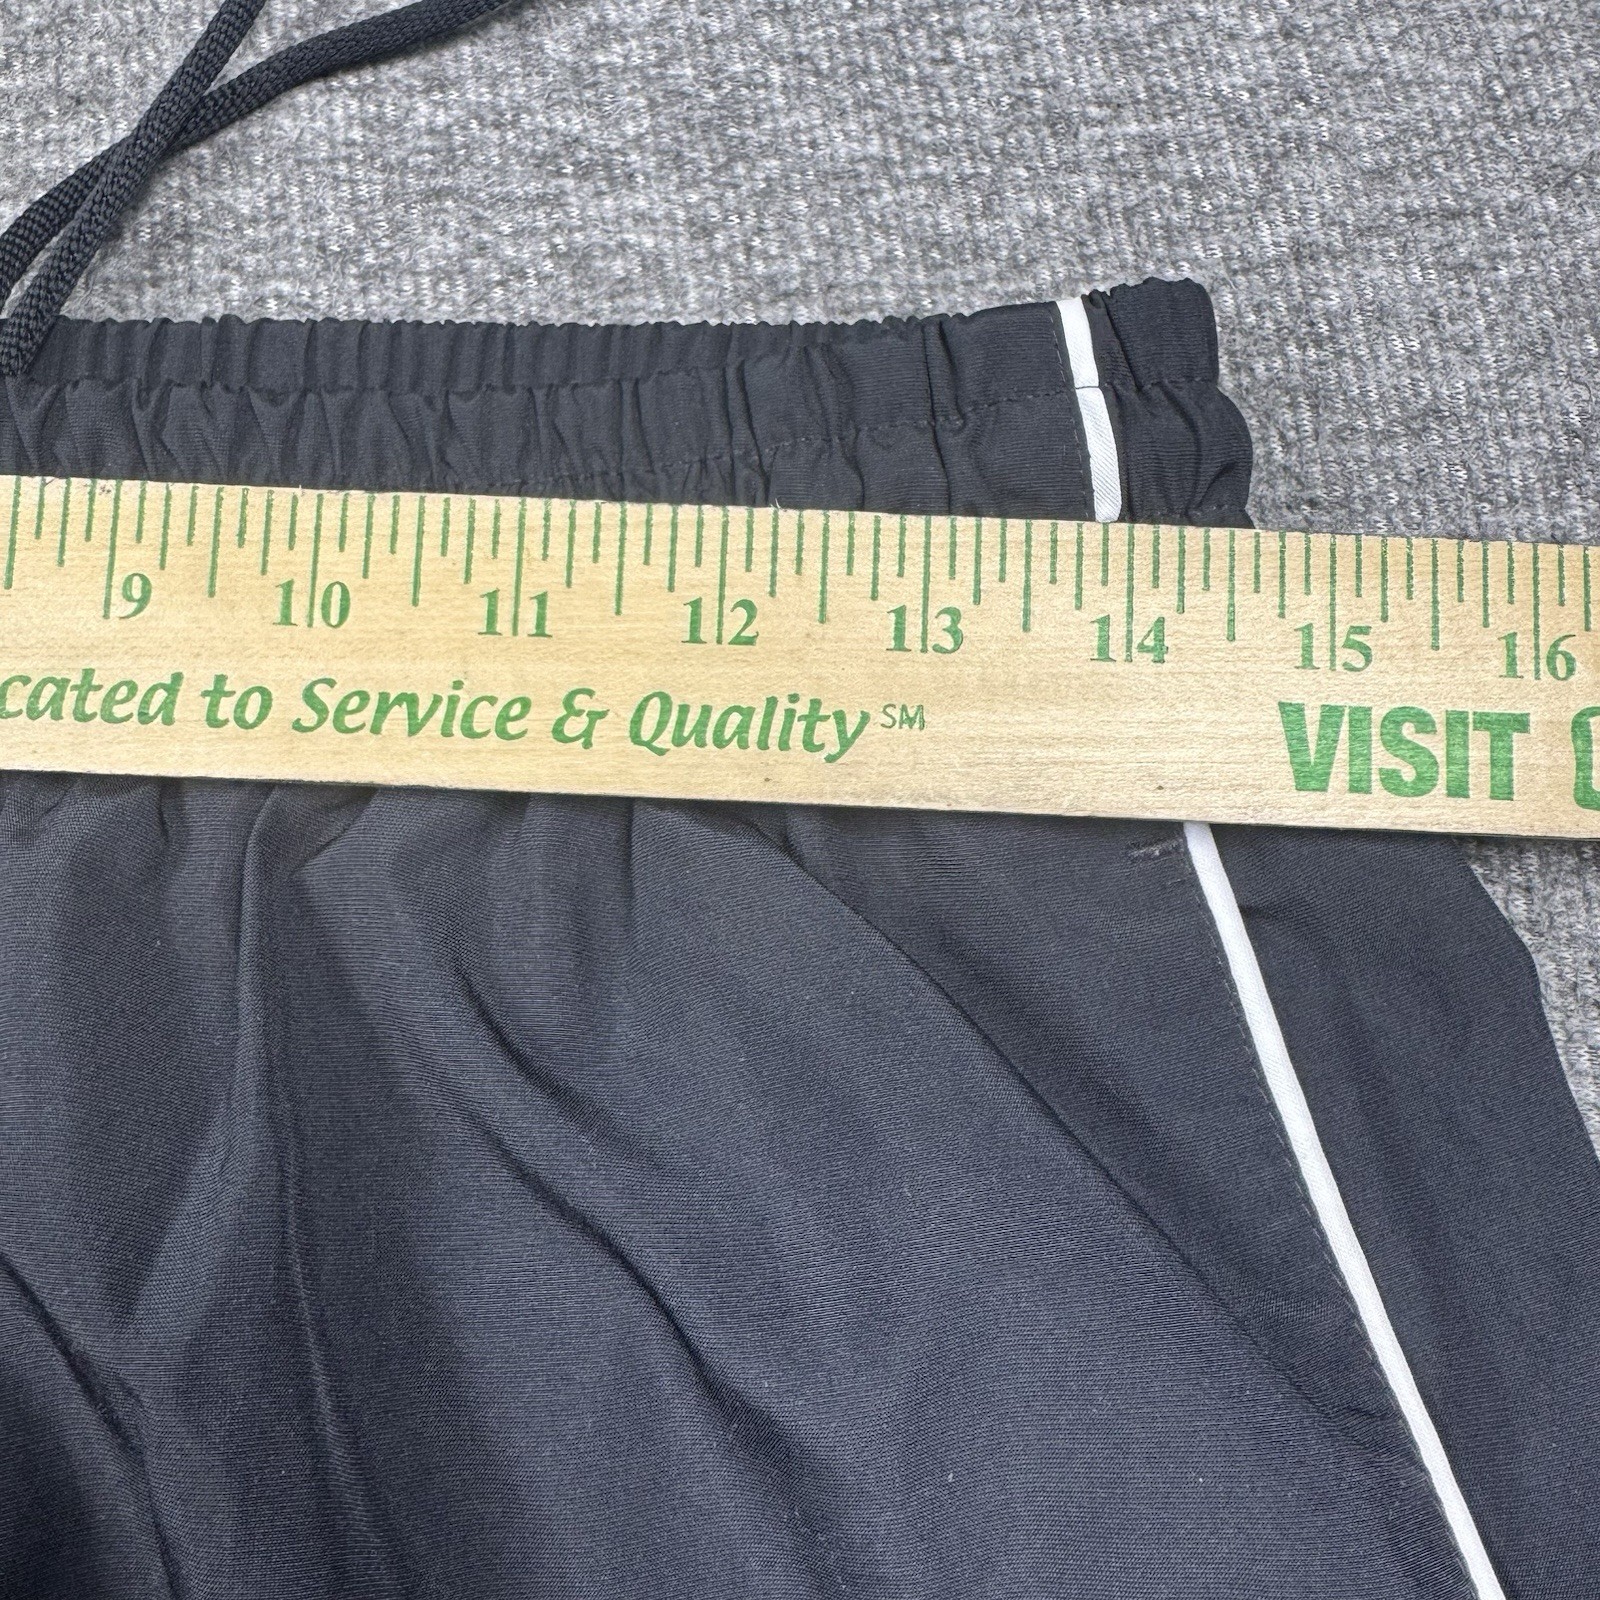 9 10 11 12 13 14 15 16
cated to Service & Quality SM
VISIT